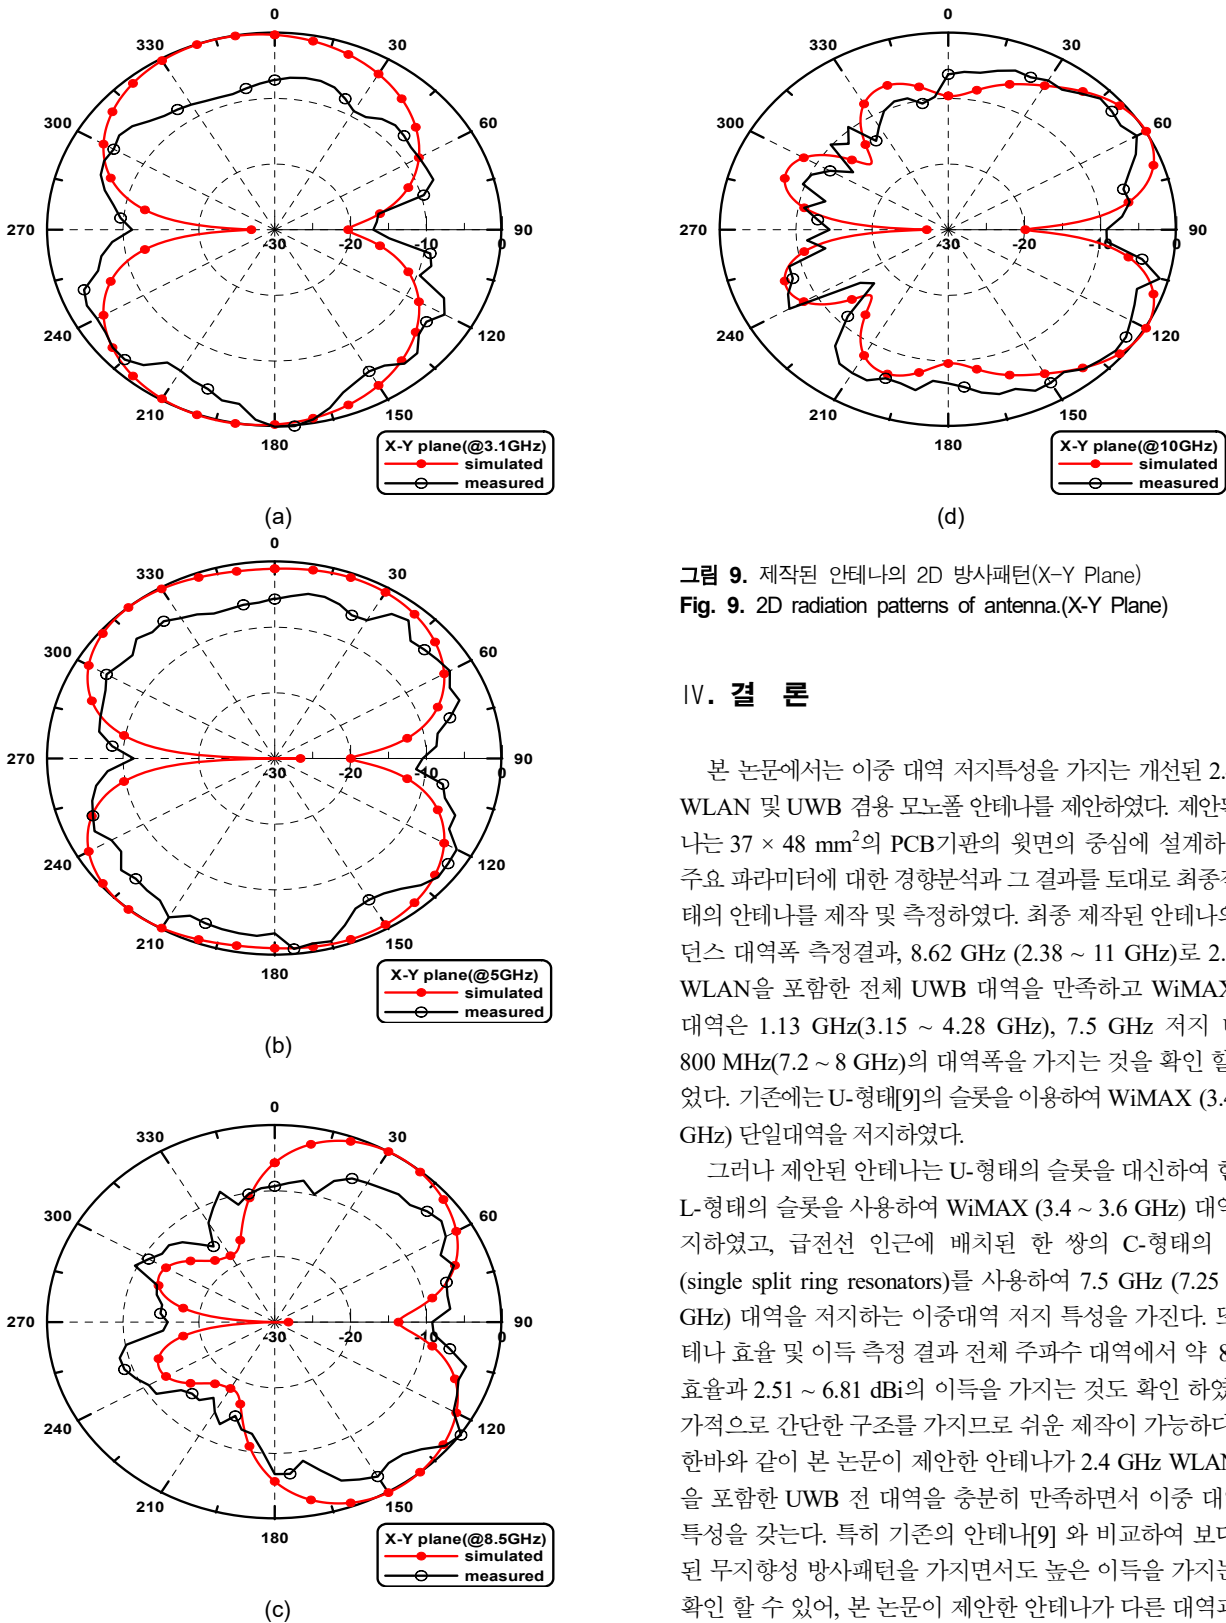 0
330
30
300
60
270
-30
-20
-10
0
90
240
120
210
150
180
X-Y plane(@3.1GHz)
simulated
measured
(a)
0
330
30
300
60
270
-30
-20
-10
0
90
240
120
210
150
180
X-Y plane(@5GHz)
simulated
measured
(b)
0
330
30
300
60
270
-30
-20
-10
0
90
240
120
210
150
180
X-Y plane(@8.5GHz)
simulated
measured
(c)
0
330
30
300
60
270
-30
-20
-10
0
90
240
120
210
150
180
X-Y plane(@10GHz)
simulated
measured
(d)
그림 9. 제작된 안테나의 2D 방사패턴(X-Y Plane)
Fig. 9. 2D radiation patterns of antenna.(X-Y Plane)
Ⅳ. 결 론
본 논문에서는 이중 대역 저지특성을 가지는 개선된 2.
WLAN 및 UWB 겸용 모노폴 안테나를 제안하였다.
나는 37 × 48 mm²의 PCB기판의 윗면의 중심에 설계하
주요 파라미터에 대한 경향분석과 그 결과를 토대로
태의 안테나를 제작 및 측정하였다. 최종 제작된
던스 대역폭 측정결과, 8.62 GHz (2.38 ~ 11 GHz)로 2.
WLAN을 포함한 전체 UWB 대역을 만족하고 WiMAX
대역은 1.13 GHz(3.15 ~ 4.28 GHz), 7.5 GHz 저지
800 MHz(7.2 ~ 8 GHz)의 대역폭을 가지는 것을 확인 할
었다. 기존에는 U-형태[9]의 슬롯을 이용하여 WiMAX (3.4
GHz) 단일대역을 저지하였다.
그러나 제안된 안테나는 U-형태의 슬롯을 대신하여
L-형태의 슬롯을 사용하여 WiMAX (3.4 ~ 3.6 GHz)
지하였고, 급전선 인근에 배치된 한 쌍의 C-형태의
(single split ring resonators)를 사용하여 7.5 GHz (7.25
GHz) 대역을 저지하는 이중대역 저지 특성을 가진다.
테나 효율 및 이득 측정 결과 전체 주파수 대역에서 약
효율과 2.51 ~ 6.81 dBi의 이득을 가지는 것도 확인 하였
가적으로 간단한 구조를 가지므로 쉬운 제작이 가능하다
한바와 같이 본 논문이 제안한 안테나가 2.4 GHz WLAN
을 포함한 UWB 전 대역을 충분히 만족하면서 이중
특성을 갖는다. 특히 기존의 안테나[9] 와 비교하여 보다
된 무지향성 방사패턴을 가지면서도 높은 이득을 가지는
확인 할 수 있어, 본 논문이 제안한 안테나가 다른